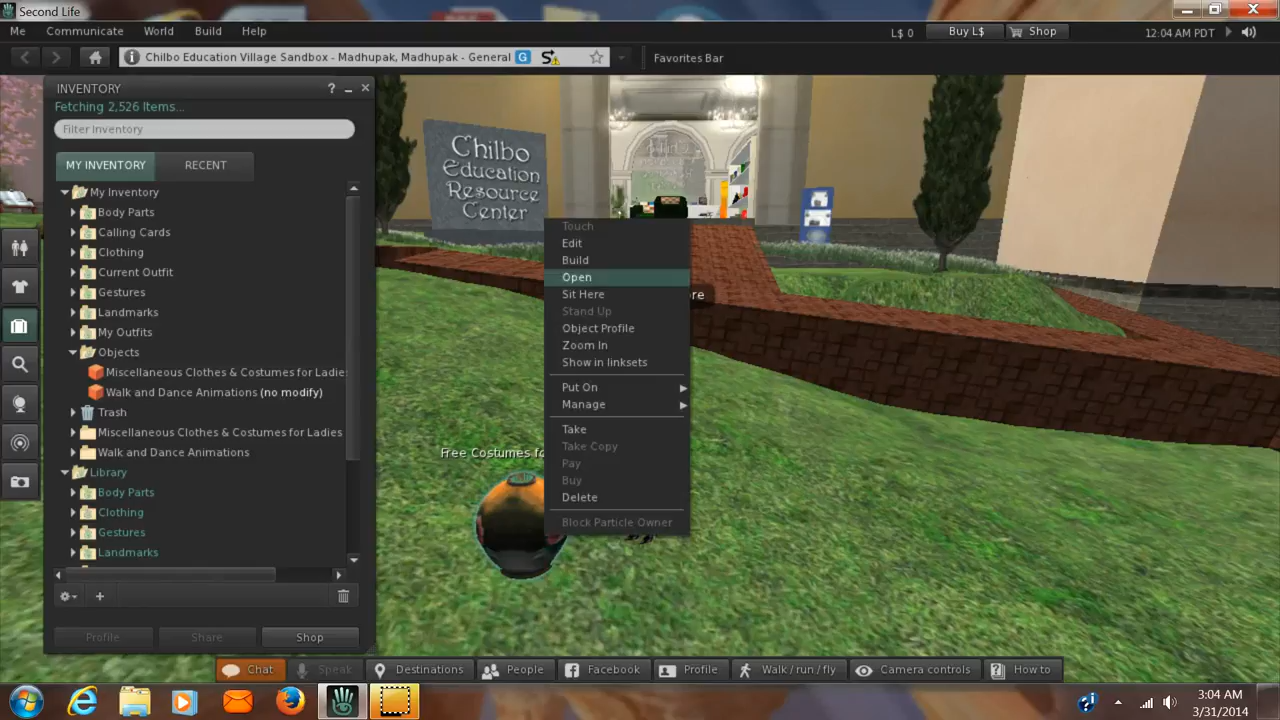 Second Life
Me Communicate World Build Help
L$ 0 Buy L$ Shop 12:04 AM PDT
Chilbo Education Village Sandbox - Madhupak, Madhupak - General G
Favorites Bar
INVENTORY ?
Fetching 2,526 Items...
Filter Inventory
MY INVENTORY RECENT
My Inventory
Body Parts
Calling Cards
Clothing
Current Outfit
Gestures
Landmarks
My Outfits
Objects
Miscellaneous Clothes & Costumes for Ladies
Walk and Dance Animations (no modify)
Trash
Miscellaneous Clothes & Costumes for Ladies
Walk and Dance Animations
Library
Body Parts
Clothing
Gestures
Landmarks
Profile Share Shop
Chilbo
Education
Resource
Center
Touch
Edit
Build
Open
Sit Here
Stand Up
Object Profile
Zoom In
Show in linksets
Put On
Manage
Take
Take Copy
Pay
Buy
Delete
Block Particle Owner
re
Free Costumes fo
Chat Speak Destinations People Facebook Profile Walk / run / fly Camera controls How to
3:04 AM
3/31/2014